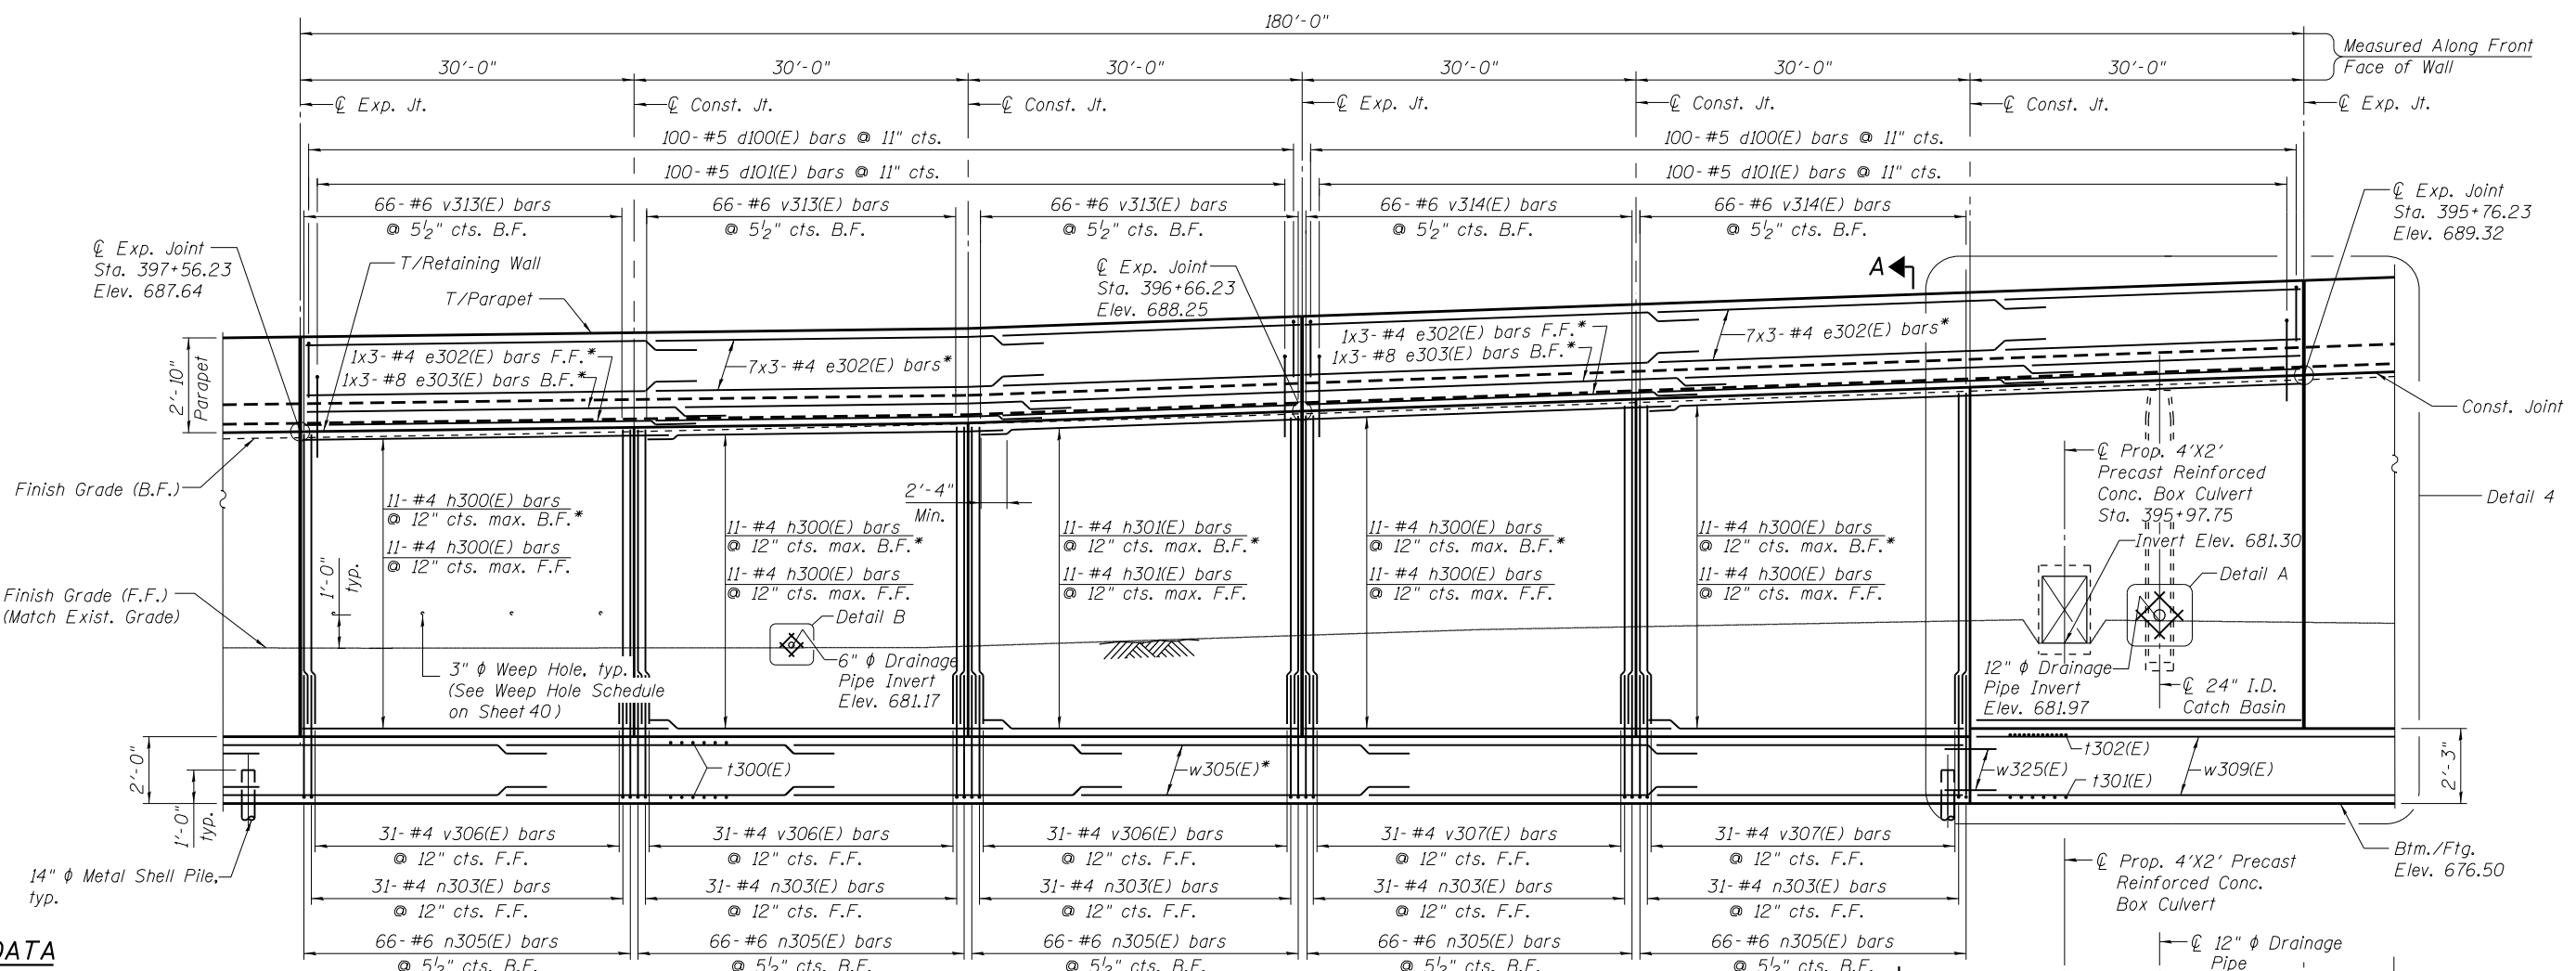 180'-0"
Measured Along Front
Face of Wall
30'-0"
30'-0"
30'-0"
30'-0"
30'-0"
30'-0"
℄ Exp. Jt.
℄ Const. Jt.
℄ Const. Jt.
℄ Exp. Jt.
℄ Const. Jt.
℄ Const. Jt.
℄ Exp. Jt.
100-#5 d100(E) bars @ 11" cts.
100-#5 d100(E) bars @ 11" cts.
100-#5 d101(E) bars @ 11" cts.
100-#5 d101(E) bars @ 11" cts.
66-#6 v313(E) bars
@ 5½" cts. B.F.
66-#6 v313(E) bars
@ 5½" cts. B.F.
66-#6 v313(E) bars
@ 5½" cts. B.F.
66-#6 v314(E) bars
@ 5½" cts. B.F.
66-#6 v314(E) bars
@ 5½" cts. B.F.
℄ Exp. Joint
Sta. 395+76.23
Elev. 689.32
℄ Exp. Joint
Sta. 397+56.23
Elev. 687.64
T/Retaining Wall
T/Parapet
℄ Exp. Joint
Sta. 396+66.23
Elev. 688.25
A
2'-10"
Parapet
1x3-#4 e302(E) bars F.F.*
1x3-#8 e303(E) bars B.F.*
7x3-#4 e302(E) bars*
1x3-#4 e302(E) bars F.F.*
1x3-#8 e303(E) bars B.F.*
7x3-#4 e302(E) bars*
Const. Joint
Finish Grade (B.F.)
11-#4 h300(E) bars
@ 12" cts. max. B.F.*
11-#4 h300(E) bars
@ 12" cts. max. F.F.
11-#4 h300(E) bars
@ 12" cts. max. B.F.*
11-#4 h300(E) bars
@ 12" cts. max. F.F.
2'-4"
Min.
11-#4 h301(E) bars
@ 12" cts. max. B.F.*
11-#4 h301(E) bars
@ 12" cts. max. F.F.
11-#4 h300(E) bars
@ 12" cts. max. B.F.*
11-#4 h300(E) bars
@ 12" cts. max. F.F.
11-#4 h300(E) bars
@ 12" cts. max. B.F.*
11-#4 h300(E) bars
@ 12" cts. max. F.F.
℄ Prop. 4'X2'
Precast Reinforced
Conc. Box Culvert
Sta. 395+97.75
Invert Elev. 681.30
Detail 4
Detail A
1'-0"
typ.
Finish Grade (F.F.)
(Match Exist. Grade)
Detail B
3" ϕ Weep Hole, typ.
(See Weep Hole Schedule
on Sheet 40)
6" ϕ Drainage
Pipe Invert
Elev. 681.17
12" ϕ Drainage
Pipe Invert
Elev. 681.97
℄ 24" I.D.
Catch Basin
2'-0"
1'-0"
typ.
t300(E)
w305(E)*
w325(E)
t302(E)
t301(E)
w309(E)
2'-3"
14" ϕ Metal Shell Pile,
typ.
31-#4 v306(E) bars
@ 12" cts. F.F.
31-#4 v306(E) bars
@ 12" cts. F.F.
31-#4 v306(E) bars
@ 12" cts. F.F.
31-#4 v307(E) bars
@ 12" cts. F.F.
31-#4 v307(E) bars
@ 12" cts. F.F.
31-#4 n303(E) bars
@ 12" cts. F.F.
31-#4 n303(E) bars
@ 12" cts. F.F.
31-#4 n303(E) bars
@ 12" cts. F.F.
31-#4 n303(E) bars
@ 12" cts. F.F.
31-#4 n303(E) bars
@ 12" cts. F.F.
66-#6 n305(E) bars
@ 5½" cts. B.F.
66-#6 n305(E) bars
@ 5½" cts. B.F.
66-#6 n305(E) bars
@ 5½" cts. B.F.
66-#6 n305(E) bars
@ 5½" cts. B.F.
66-#6 n305(E) bars
@ 5½" cts. B.F.
Btm./Ftg.
Elev. 676.50
℄ Prop. 4'X2' Precast
Reinforced Conc.
Box Culvert
℄ 12" ϕ Drainage
Pipe
DATA